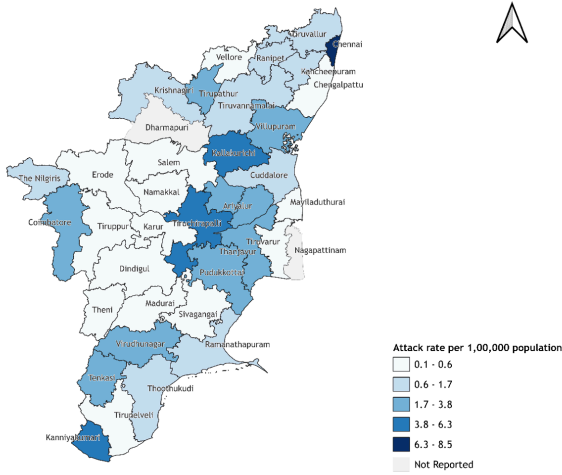 Tiruvallur
Chennai
Vellore
Ranipet
Kancheepuram
Chengalpattu
Krishnagiri
Tirupathur
Tiruvannamalai
Villupuram
Dharmapuri
Kallakurichi
Salem
Cuddalore
The Nilgiris
Erode
Namakkal
Mayiladuthurai
Ariyalur
Coimbatore
Tiruppur
Karur
Tiruchirapalli
Tiruvarur
Thanjavur
Nagapattinam
Dindigul
Pudukkottai
Madurai
Theni
Sivagangai
Virudhunagar
Ramanathapuram
Tenkasi
Thoothukudi
Tirunelveli
Kanniyakumari
Attack rate per 1,00,000 population
0.1 - 0.6
0.6 - 1.7
1.7 - 3.8
3.8 - 6.3
6.3 - 8.5
Not Reported